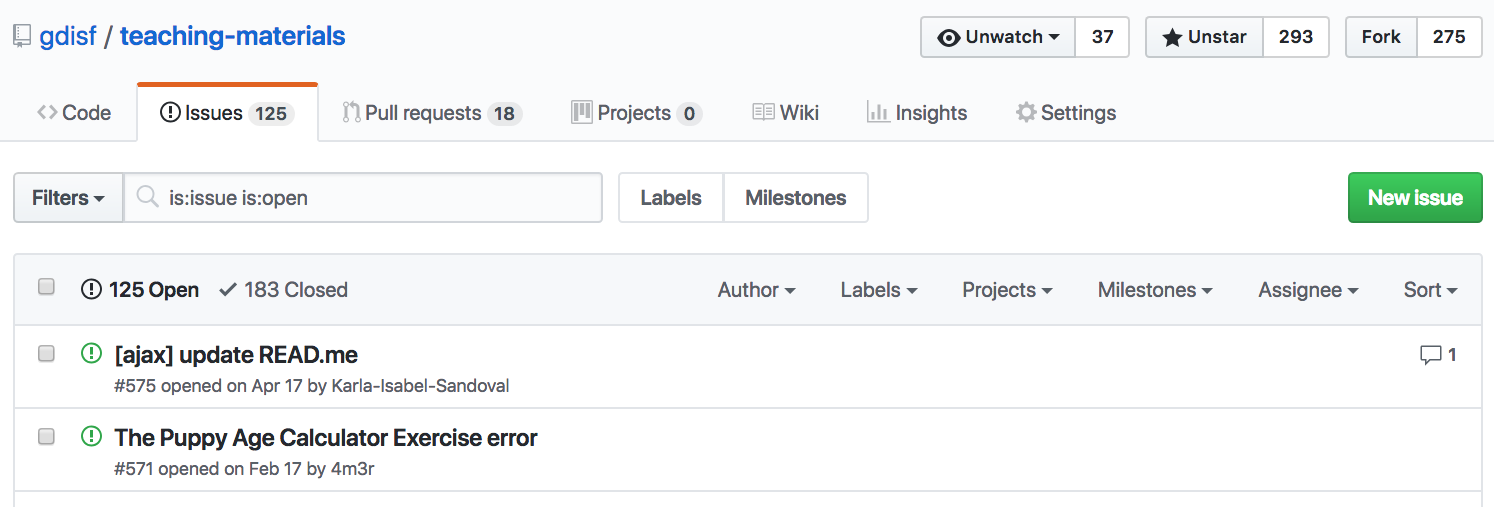 gdisf / teaching-materials
Unwatch 37 Unstar 293 Fork 275
Code Issues 125 Pull requests 18 Projects 0 Wiki Insights Settings
Filters is:issue is:open Labels Milestones New issue
125 Open 183 Closed Author Labels Projects Milestones Assignee Sort
[ajax] update READ.me 1
#575 opened on Apr 17 by Karla-Isabel-Sandoval
The Puppy Age Calculator Exercise error
#571 opened on Feb 17 by 4m3r